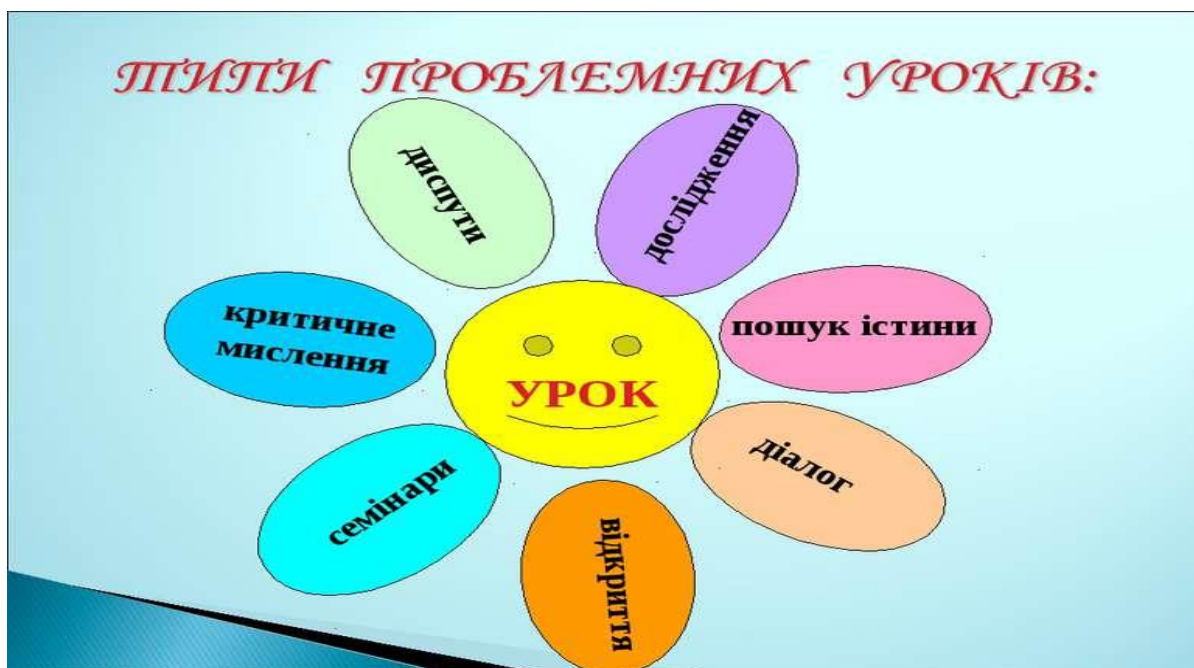 ТИПИ ПРОБЛЕМНИХ УРОКІВ:
диспути
дослідження
критичне
мислення
пошук істини
УРОК
семінари
діалог
відкриття